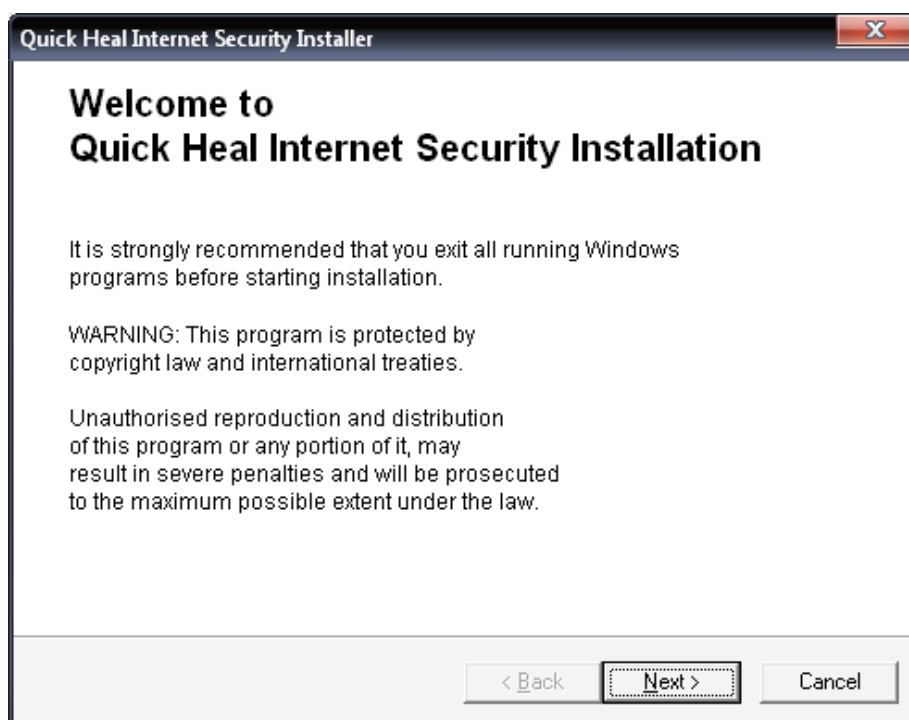 Quick Heal Internet Security Installer
Welcome to
Quick Heal Internet Security Installation
It is strongly recommended that you exit all running Windows
programs before starting installation.
WARNING: This program is protected by
copyright law and international treaties.
Unauthorised reproduction and distribution
of this program or any portion of it, may
result in severe penalties and will be prosecuted
to the maximum possible extent under the law.
< Back Next > Cancel